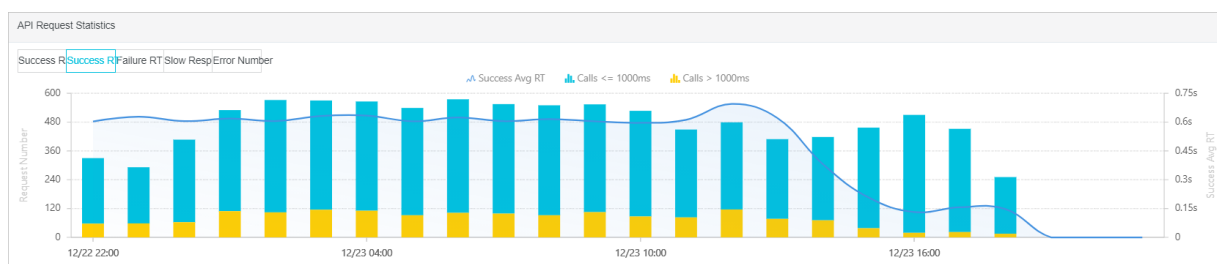 API Request Statistics
Success R Success RT Failure RT Slow Resp Error Number
Success Avg RT Calls <= 1000ms Calls > 1000ms
600 0.75s
480 0.6s
360 0.45s
240 0.3s
120 0.15s
0 0
Request Number
Success Avg RT
12/22 22:00 12/23 04:00 12/23 10:00 12/23 16:00